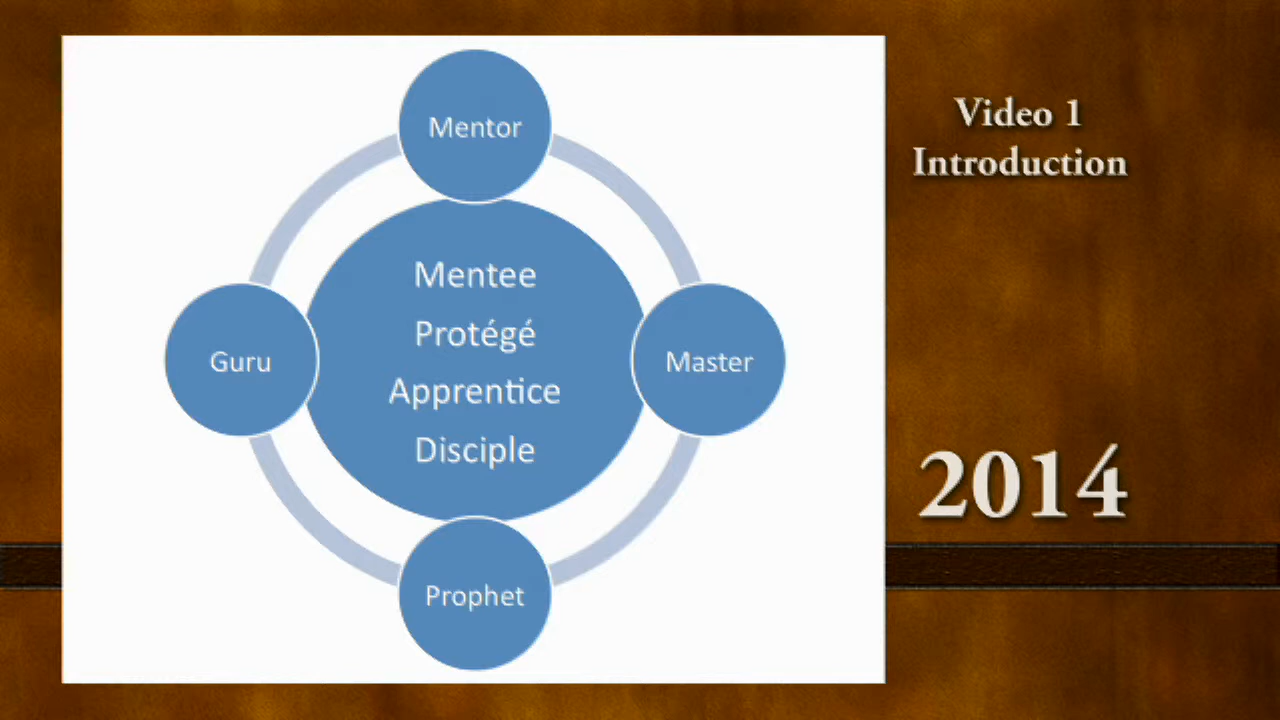 Mentor
Mentee
Protégé
Apprentice
Disciple
Guru
Master
Prophet
Video 1
Introduction
2014